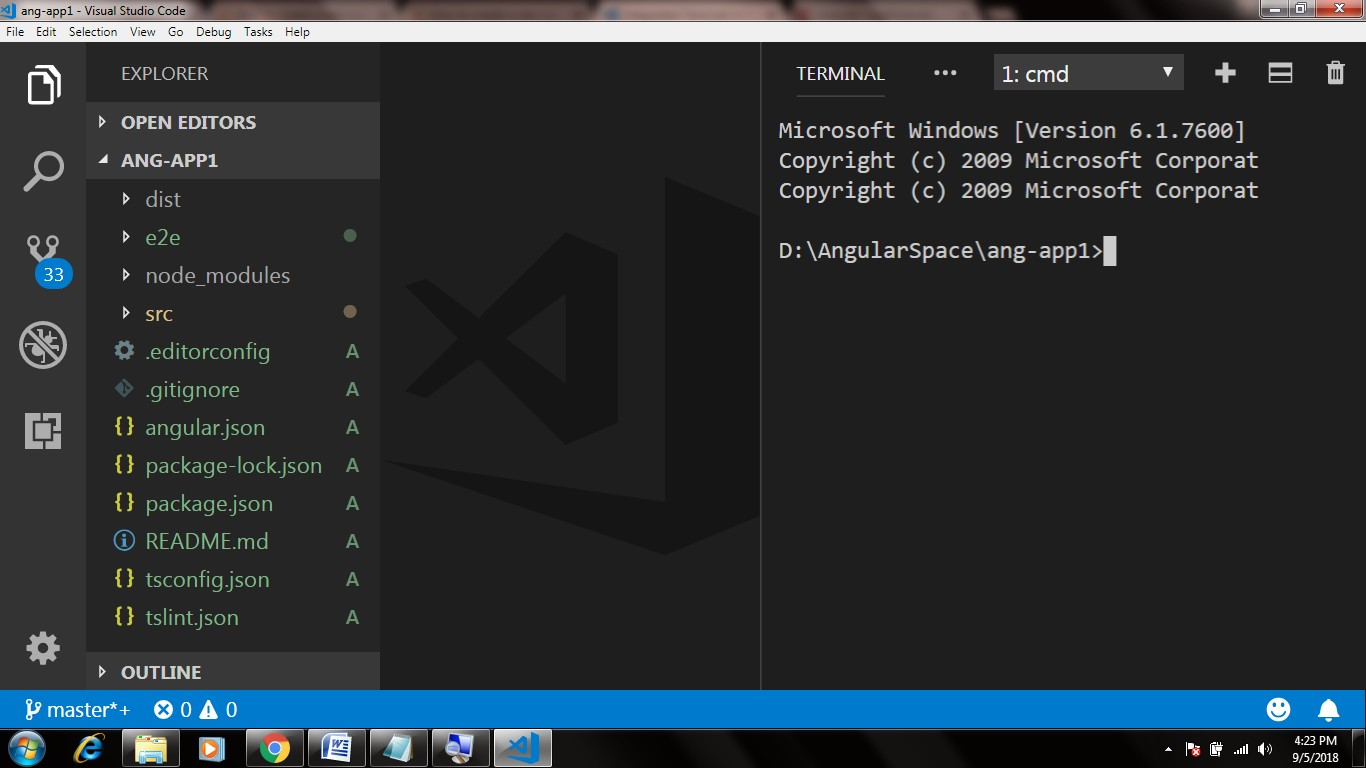 ang-app1 - Visual Studio Code
File Edit Selection View Go Debug Tasks Help
EXPLORER
OPEN EDITORS
ANG-APP1
dist
e2e
node_modules
src
.editorconfig A
.gitignore A
{} angular.json A
{} package-lock.json A
{} package.json A
README.md A
{} tsconfig.json A
{} tslint.json A
OUTLINE
33
TERMINAL ... 1: cmd
Microsoft Windows [Version 6.1.7600]
Copyright (c) 2009 Microsoft Corporat
Copyright (c) 2009 Microsoft Corporat
D:\AngularSpace\ang-app1>
master*+ 0 0
4:23 PM
9/5/2018